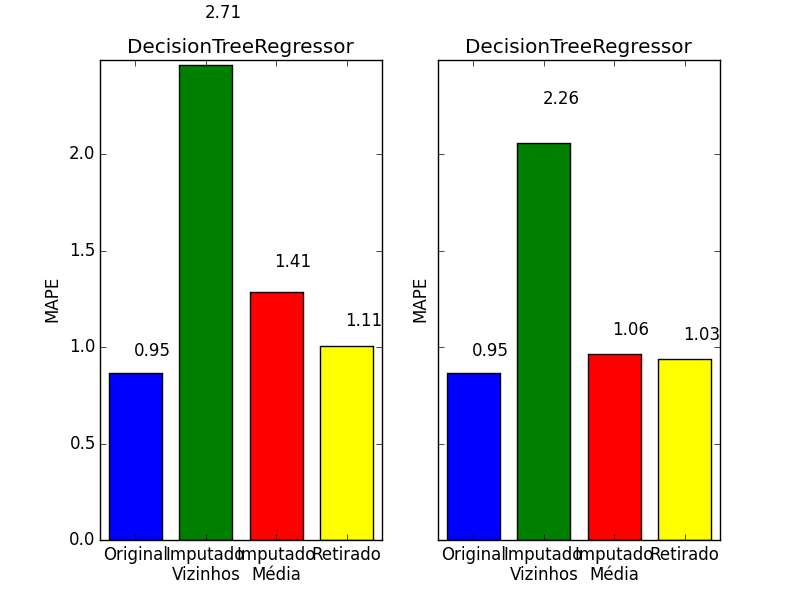 2.71
DecisionTreeRegressor
DecisionTreeRegressor
2.26
2.0
1.5
1.41
1.11
1.06
1.03
MAPE
MAPE
1.0
0.95
0.95
0.5
0.0
Original Imputado Imputado Retirado
Vizinhos Média
Original Imputado Imputado Retirado
Vizinhos Média